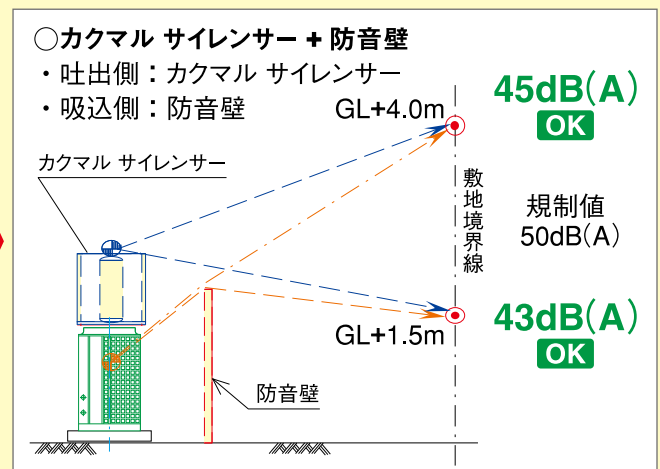 ○カクマル サイレンサー + 防音壁
・吐出側：カクマル サイレンサー
・吸込側：防音壁
GL+4.0m
45dB(A)
OK
カクマル サイレンサー
敷地境界線
規制値
50dB(A)
GL+1.5m
43dB(A)
OK
防音壁